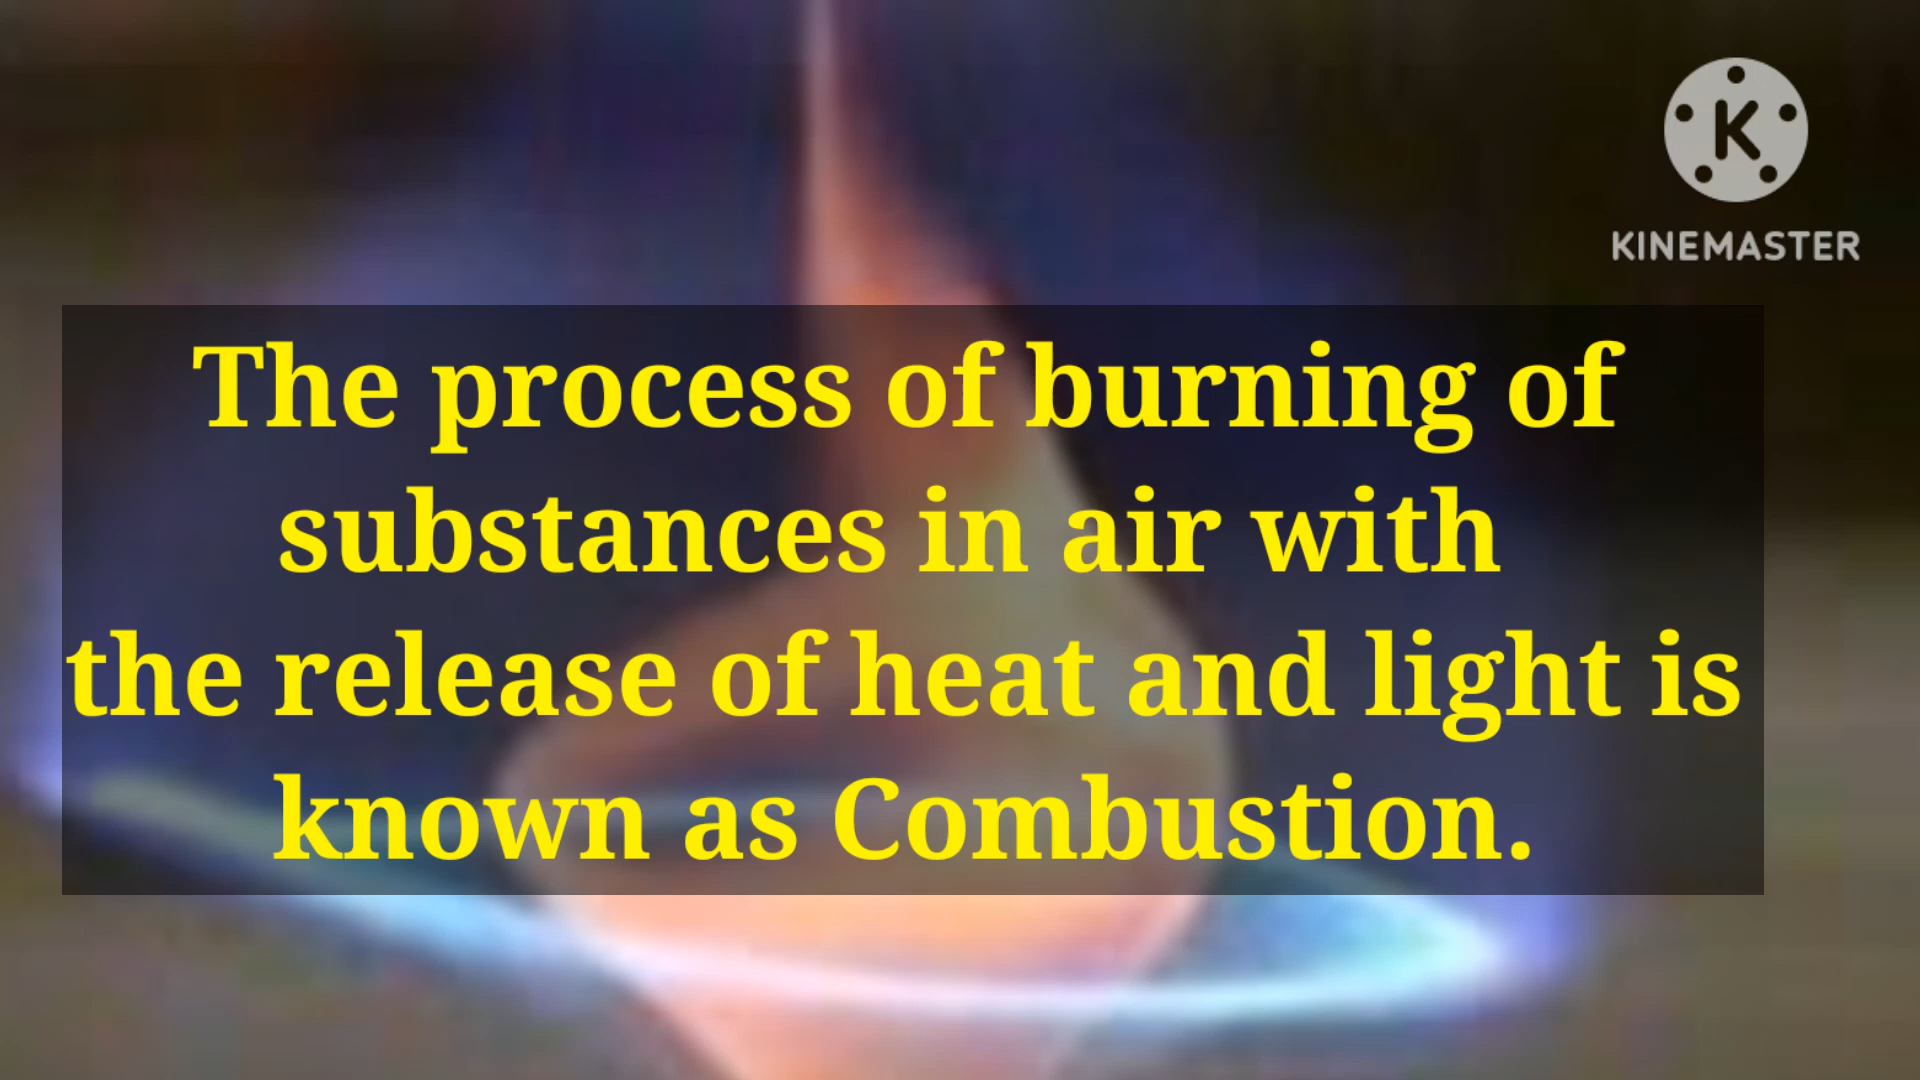 KINEMASTER
The process of burning of
substances in air with
the release of heat and light is
known as Combustion.